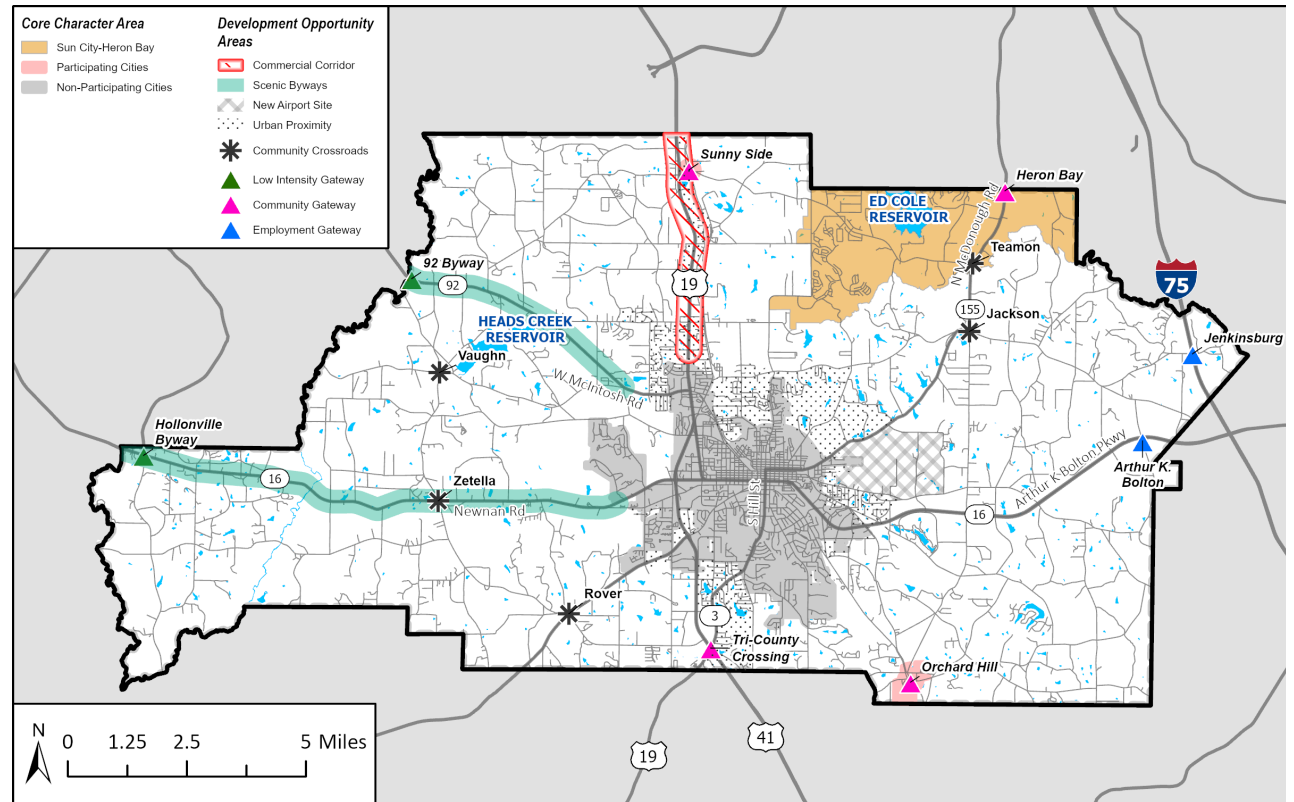 Core Character Area
Sun City-Heron Bay
Participating Cities
Non-Participating Cities
Development Opportunity
Areas
Commercial Corridor
Scenic Byways
New Airport Site
Urban Proximity
Community Crossroads
Low Intensity Gateway
Community Gateway
Employment Gateway
Sunny Side
Heron Bay
ED COLE
RESERVOIR
N McDonough Rd
Teamon
92 Byway
92
19
75
155
Jackson
HEADS CREEK
RESERVOIR
Vaughn
Jenkinsburg
W McIntosh Rd
Hollonville
Byway
16
Zetella
Newnan Rd
S Hill St
Arthur K Bolton Pkwy
Arthur K.
Bolton
16
Rover
3
Tri-County
Crossing
Orchard Hill
N
0 1.25 2.5 5 Miles
19
41